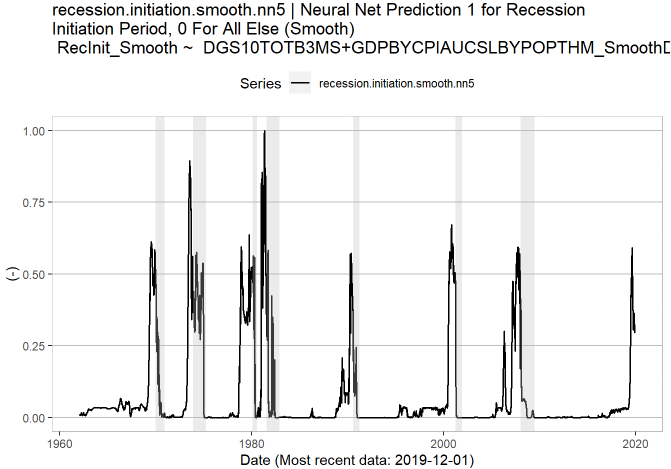 recession.initiation.smooth.nn5 | Neural Net Prediction 1 for Recession
Initiation Period, 0 For All Else (Smooth)
RecInit_Smooth ~ DGS10TOTB3MS+GDPBYCPIAUCSLBYPOPTHM_SmoothD
Series
recession.initiation.smooth.nn5
1.00
0.75
0.50
0.25
0.00
(-)
1960
1980
2000
2020
Date (Most recent data: 2019-12-01)